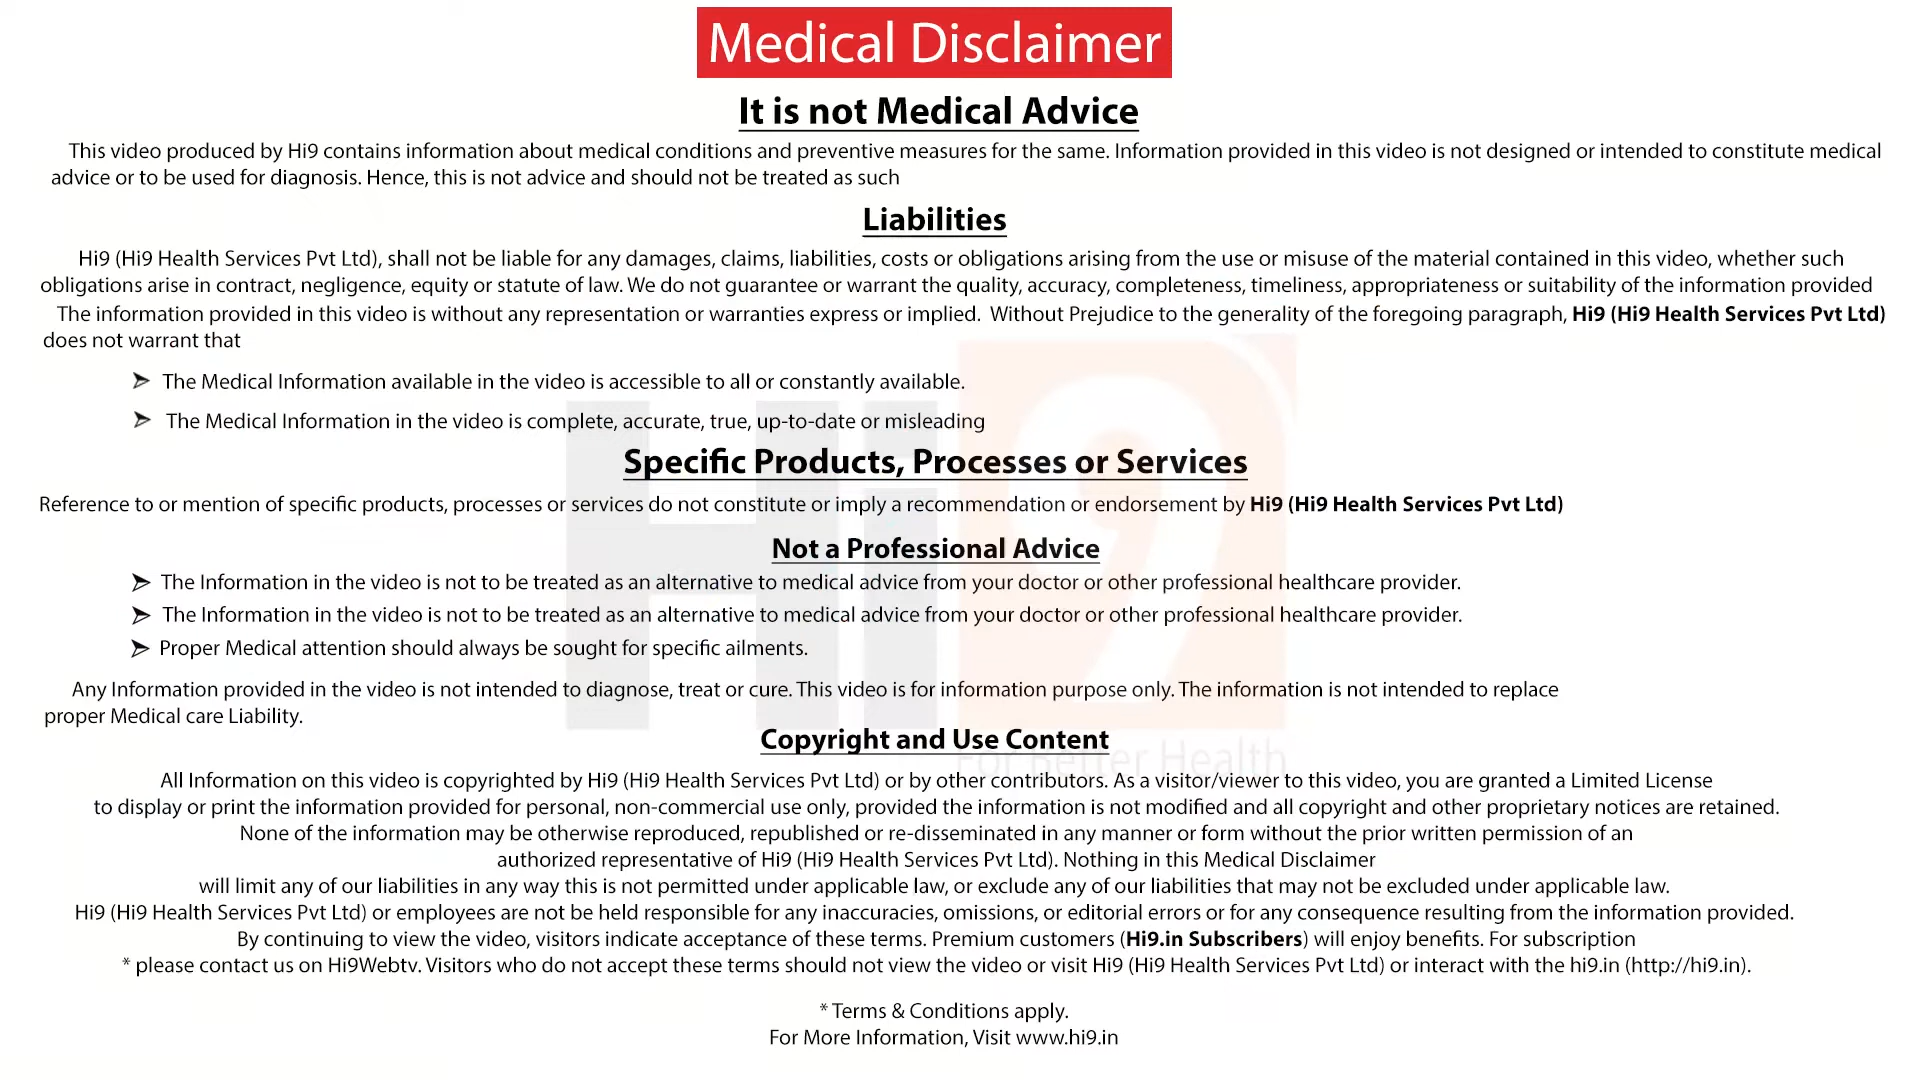 Medical Disclaimer
It is not Medical Advice
This video produced by Hi9 contains information about medical conditions and preventive measures for the same. Information provided in this video is not designed or intended to constitute medical
advice or to be used for diagnosis. Hence, this is not advice and should not be treated as such
Liabilities
Hi9 (Hi9 Health Services Pvt Ltd), shall not be liable for any damages, claims, liabilities, costs or obligations arising from the use or misuse of the material contained in this video, whether such
obligations arise in contract, negligence, equity or statute of law. We do not guarantee or warrant the quality, accuracy, completeness, timeliness, appropriateness or suitability of the information provided
The information provided in this video is without any representation or warranties express or implied. Without Prejudice to the generality of the foregoing paragraph, Hi9 (Hi9 Health Services Pvt Ltd)
does not warrant that
➢ The Medical Information available in the video is accessible to all or constantly available.
➢ The Medical Information in the video is complete, accurate, true, up-to-date or misleading
Specific Products, Processes or Services
Reference to or mention of specific products, processes or services do not constitute or imply a recommendation or endorsement by Hi9 (Hi9 Health Services Pvt Ltd)
Not a Professional Advice
➢ The Information in the video is not to be treated as an alternative to medical advice from your doctor or other professional healthcare provider.
➢ The Information in the video is not to be treated as an alternative to medical advice from your doctor or other professional healthcare provider.
➢ Proper Medical attention should always be sought for specific ailments.
Any Information provided in the video is not intended to diagnose, treat or cure. This video is for information purpose only. The information is not intended to replace
proper Medical care Liability.
Hi9
For Better Health
Copyright and Use Content
All Information on this video is copyrighted by Hi9 (Hi9 Health Services Pvt Ltd) or by other contributors. As a visitor/viewer to this video, you are granted a Limited License
to display or print the information provided for personal, non-commercial use only, provided the information is not modified and all copyright and other proprietary notices are retained.
None of the information may be otherwise reproduced, republished or re-disseminated in any manner or form without the prior written permission of an
authorized representative of Hi9 (Hi9 Health Services Pvt Ltd). Nothing in this Medical Disclaimer
will limit any of our liabilities in any way this is not permitted under applicable law, or exclude any of our liabilities that may not be excluded under applicable law.
Hi9 (Hi9 Health Services Pvt Ltd) or employees are not be held responsible for any inaccuracies, omissions, or editorial errors or for any consequence resulting from the information provided.
By continuing to view the video, visitors indicate acceptance of these terms. Premium customers (Hi9.in Subscribers) will enjoy benefits. For subscription
* please contact us on Hi9Webtv. Visitors who do not accept these terms should not view the video or visit Hi9 (Hi9 Health Services Pvt Ltd) or interact with the hi9.in (http://hi9.in).
* Terms & Conditions apply.
For More Information, Visit www.hi9.in